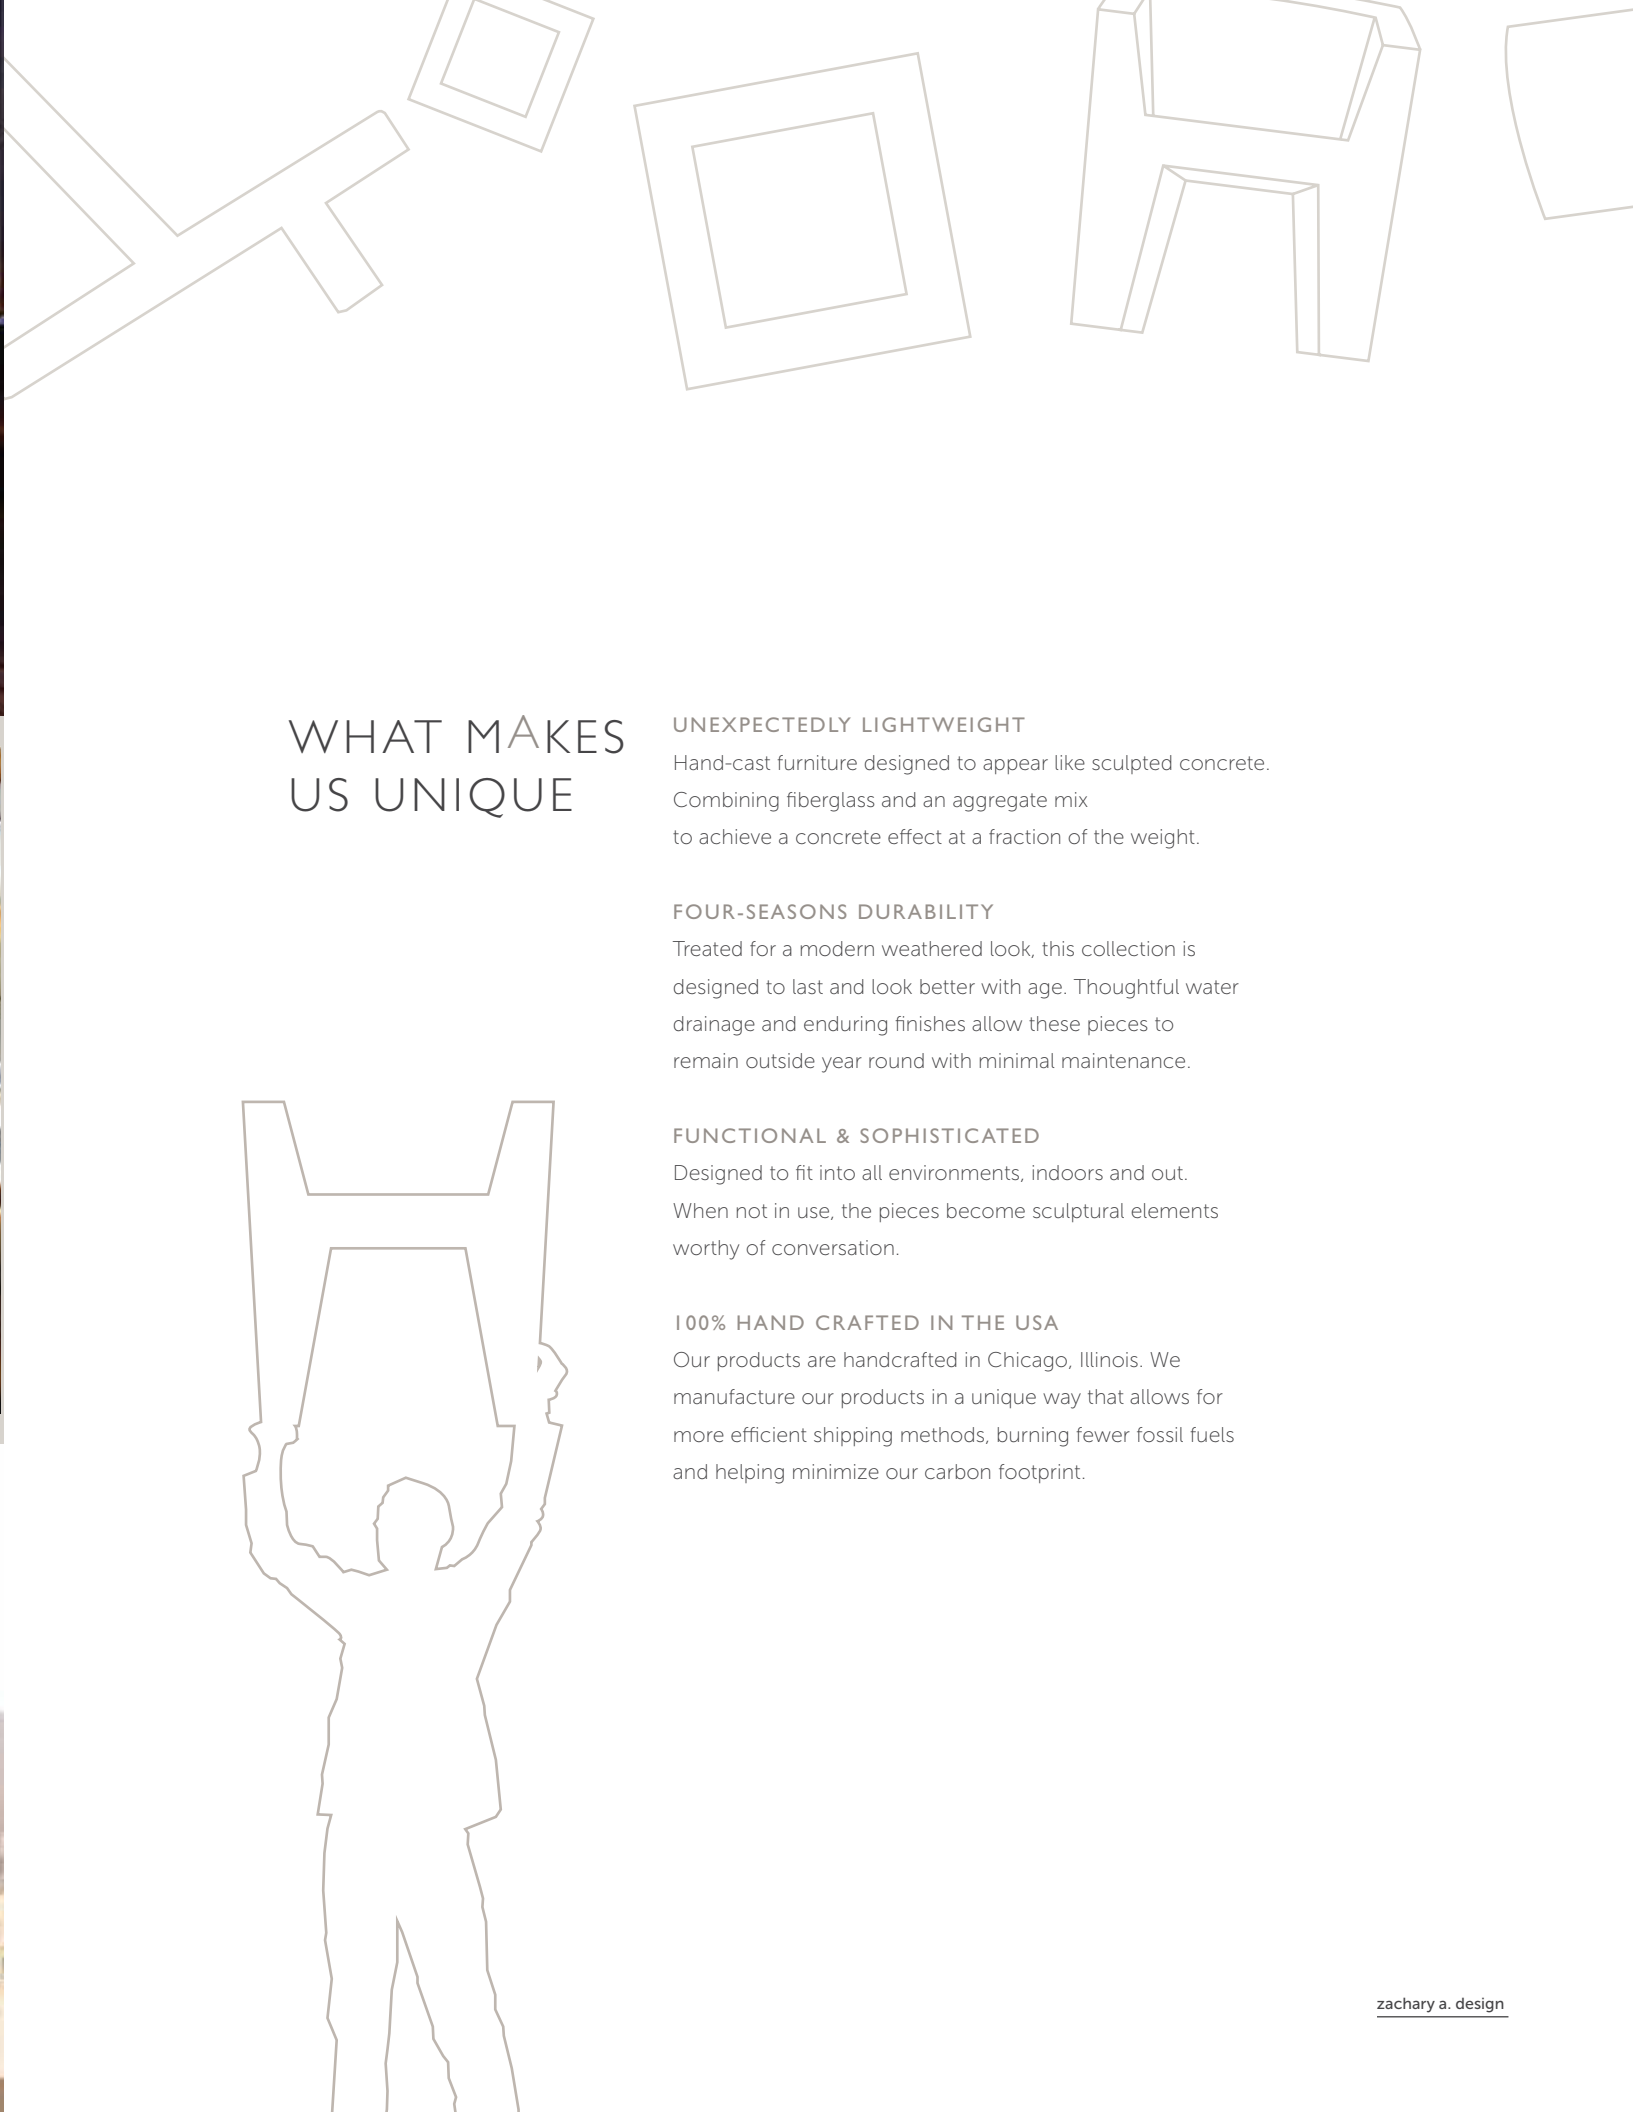 WHAT MAKES
US UNIQUE
UNEXPECTEDLY LIGHTWEIGHT
Hand-cast furniture designed to appear like sculpted concrete.
Combining fiberglass and an aggregate mix
to achieve a concrete effect at a fraction of the weight.
FOUR-SEASONS DURABILITY
Treated for a modern weathered look, this collection is
designed to last and look better with age. Thoughtful water
drainage and enduring finishes allow these pieces to
remain outside year round with minimal maintenance.
FUNCTIONAL & SOPHISTICATED
Designed to fit into all environments, indoors and out.
When not in use, the pieces become sculptural elements
worthy of conversation.
100% HAND CRAFTED IN THE USA
Our products are handcrafted in Chicago, Illinois. We
manufacture our products in a unique way that allows for
more efficient shipping methods, burning fewer fossil fuels
and helping minimize our carbon footprint.
zachary a. design